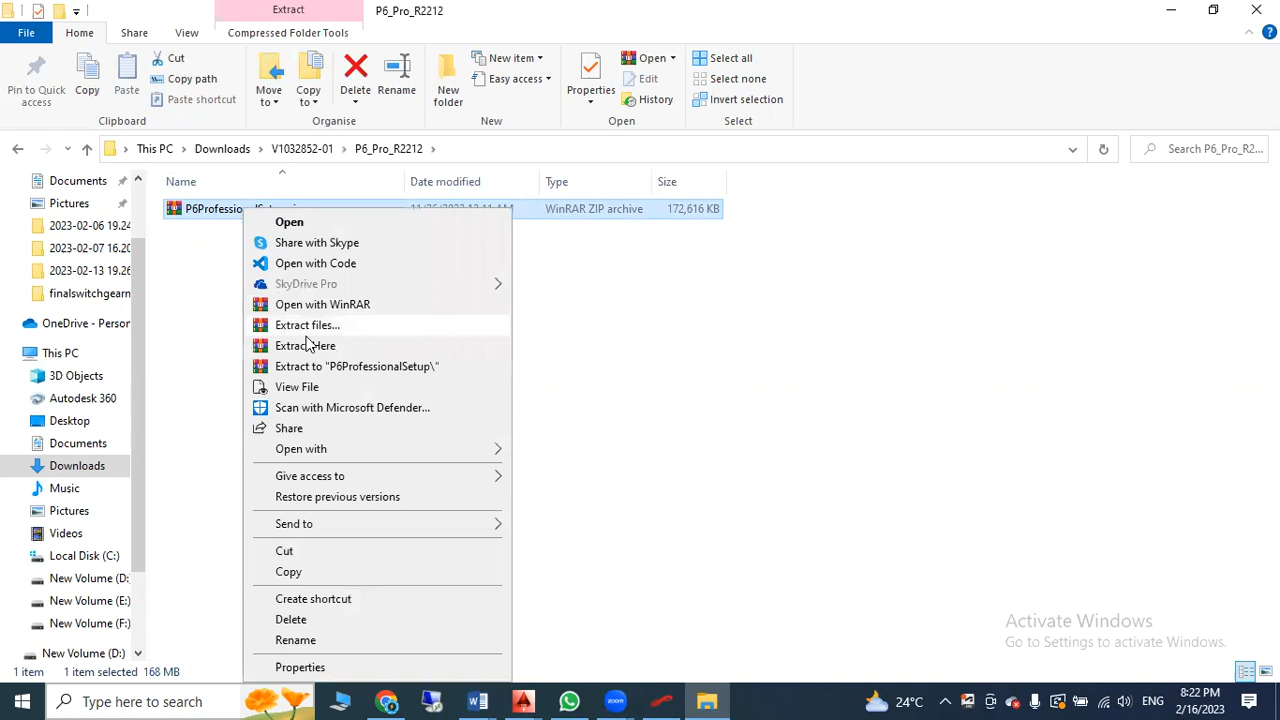 Extract
P6_Pro_R2212
File
Home
Share
View
Compressed Folder Tools
Pin to Quick access
Copy
Paste
Cut
Copy path
Paste shortcut
Move to
Copy to
Delete
Rename
New folder
New item
Easy access
Properties
Open
Edit
History
Select all
Select none
Invert selection
Clipboard
Organise
New
Open
Select
This PC
Downloads
V1032852-01
P6_Pro_R2212
Search P6_Pro_R2...
Name
Date modified
Type
Size
WinRAR ZIP archive
172,616 KB
Documents
Pictures
2023-02-06 19.24
2023-02-07 16.20
2023-02-13 19.26
finalswitchgearn
OneDrive - Person
This PC
3D Objects
Autodesk 360
Desktop
Documents
Downloads
Music
Pictures
Videos
Local Disk (C:)
New Volume (D:)
New Volume (E:)
New Volume (F:)
New Volume (D:)
Open
Share with Skype
Open with Code
SkyDrive Pro
Open with WinRAR
Extract files...
Extract Here
Extract to "P6ProfessionalSetup\"
View File
Scan with Microsoft Defender...
Share
Open with
Give access to
Restore previous versions
Send to
Cut
Copy
Create shortcut
Delete
Rename
Properties
Activate Windows
Go to Settings to activate Windows.
1 item
1 item selected 168 MB
Type here to search
24°C
ENG
8:22 PM
2/16/2023